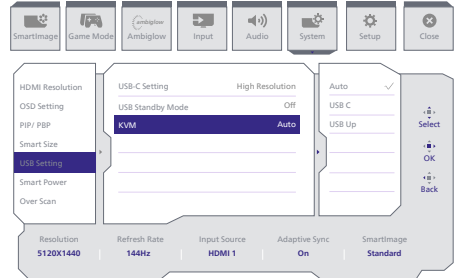 ambiglow
SmartImage Game Mode Ambiglow Input Audio System Setup Close
HDMI Resolution
OSD Setting
PIP/ PBP
Smart Size
USB Setting
Smart Power
Over Scan
USB-C Setting High Resolution
USB Standby Mode Off
KVM Auto
Auto
USB C
USB Up
Select
OK
Back
Resolution Refresh Rate Input Source Adaptive Sync SmartImage
5120X1440 144Hz HDMI 1 On Standard